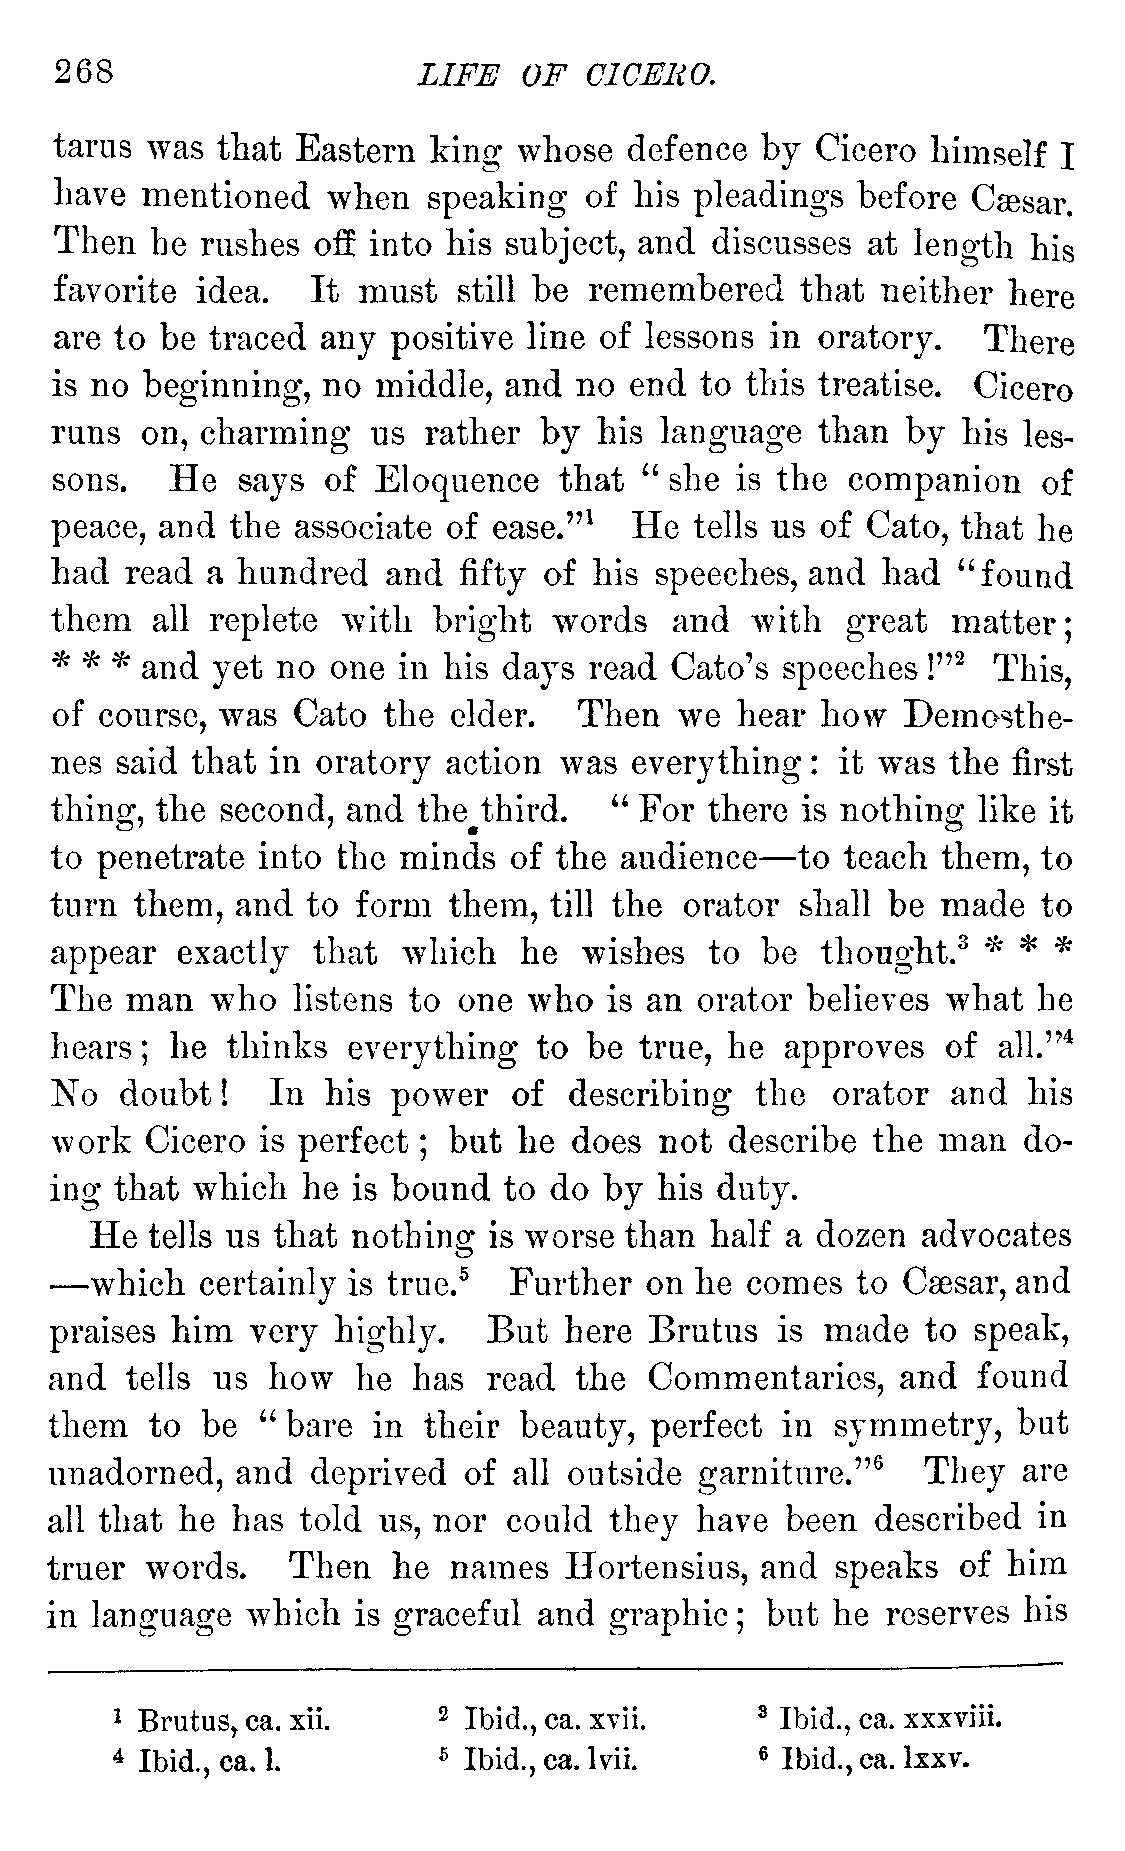 268 LIFE OF CICERO.
tarus was that Eastern king whose defence by Cicero himself I
have mentioned when speaking of his pleadings before Cæsar.
Then he rushes off into his subject, and discusses at length his
favorite idea. It must still be remembered that neither here
are to be traced any positive line of lessons in oratory. There
is no beginning, no middle, and no end to this treatise. Cicero
runs on, charming us rather by his language than by his les-
sons. He says of Eloquence that “she is the companion of
peace, and the associate of ease.”¹ He tells us of Cato, that he
had read a hundred and fifty of his speeches, and had “found
them all replete with bright words and with great matter;
* * * and yet no one in his days read Cato’s speeches!”² This,
of course, was Cato the elder. Then we hear how Demosthe-
nes said that in oratory action was everything: it was the first
thing, the second, and the third. “For there is nothing like it
to penetrate into the minds of the audience—to teach them, to
turn them, and to form them, till the orator shall be made to
appear exactly that which he wishes to be thought.³ * * *
The man who listens to one who is an orator believes what he
hears; he thinks everything to be true, he approves of all.”⁴
No doubt! In his power of describing the orator and his
work Cicero is perfect; but he does not describe the man do-
ing that which he is bound to do by his duty.
He tells us that nothing is worse than half a dozen advocates
—which certainly is true.⁵ Further on he comes to Cæsar, and
praises him very highly. But here Brutus is made to speak,
and tells us how he has read the Commentaries, and found
them to be “bare in their beauty, perfect in symmetry, but
unadorned, and deprived of all outside garniture.”⁶ They are
all that he has told us, nor could they have been described in
truer words. Then he names Hortensius, and speaks of him
in language which is graceful and graphic; but he reserves his
¹ Brutus, ca. xii. ² Ibid., ca. xvii. ³ Ibid., ca. xxxviii.
⁴ Ibid., ca. l. ⁵ Ibid., ca. lvii. ⁶ Ibid., ca. lxxv.